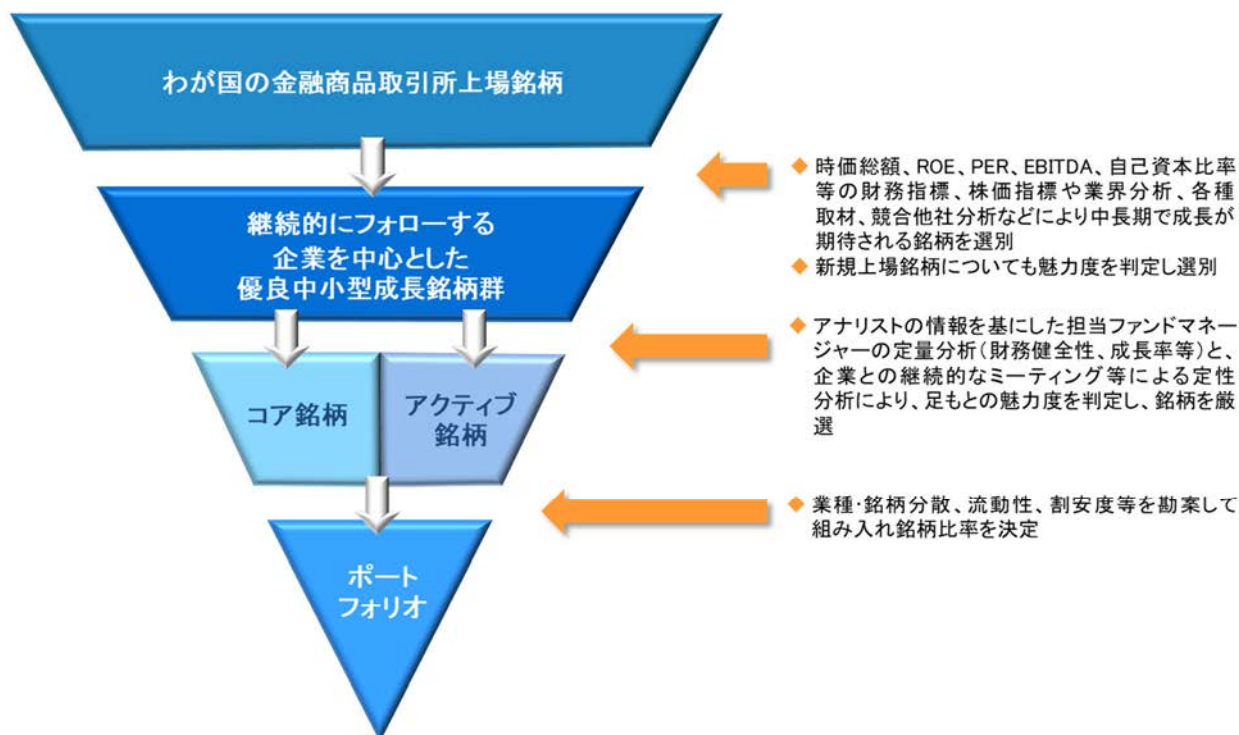 わが国の金融商品取引所上場銘柄
継続的にフォローする
企業を中心とした
優良中小型成長銘柄群
コア銘柄
アクティブ
銘柄
ポート
フォリオ
◆ 時価総額、ROE、PER、EBITDA、自己資本比率
等の財務指標、株価指標や業界分析、各種
取材、競合他社分析などにより中長期で成長が
期待される銘柄を選別
◆ 新規上場銘柄についても魅力度を判定し選別
◆ アナリストの情報を基にした担当ファンドマネー
ジャーの定量分析(財務健全性、成長率等)と、
企業との継続的なミーティング等による定性
分析により、足もとの魅力度を判定し、銘柄を厳
選
◆ 業種・銘柄分散、流動性、割安度等を勘案して
組み入れ銘柄比率を決定